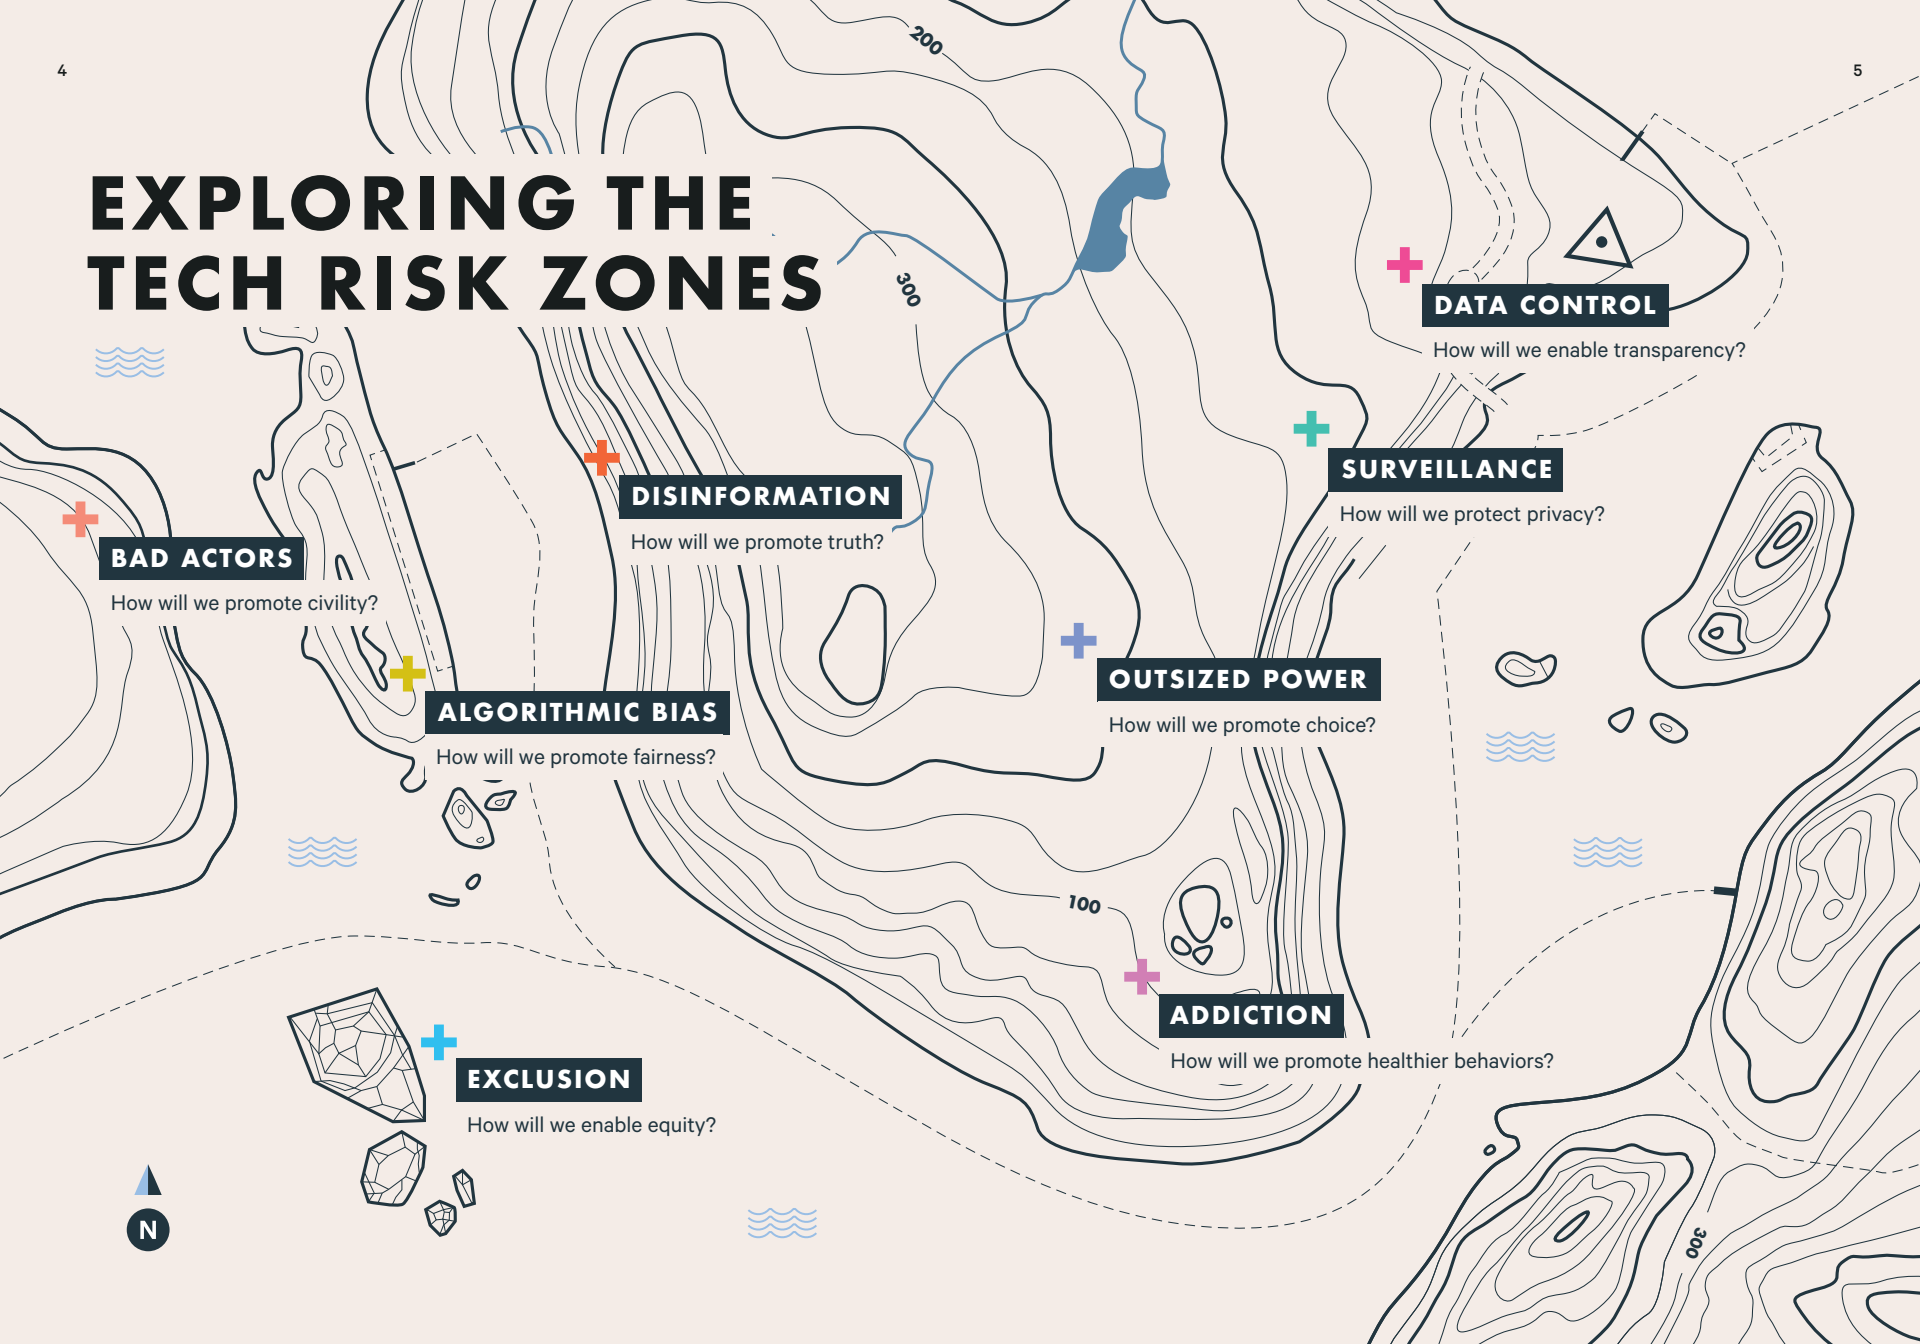 4
5
200
EXPLORING THE
TECH RISK ZONES
300
DATA CONTROL
How will we enable transparency?
SURVEILLANCE
How will we protect privacy?
DISINFORMATION
How will we promote truth?
BAD ACTORS
How will we promote civility?
OUTSIZED POWER
How will we promote choice?
ALGORITHMIC BIAS
How will we promote fairness?
100
ADDICTION
How will we promote healthier behaviors?
EXCLUSION
How will we enable equity?
N
300